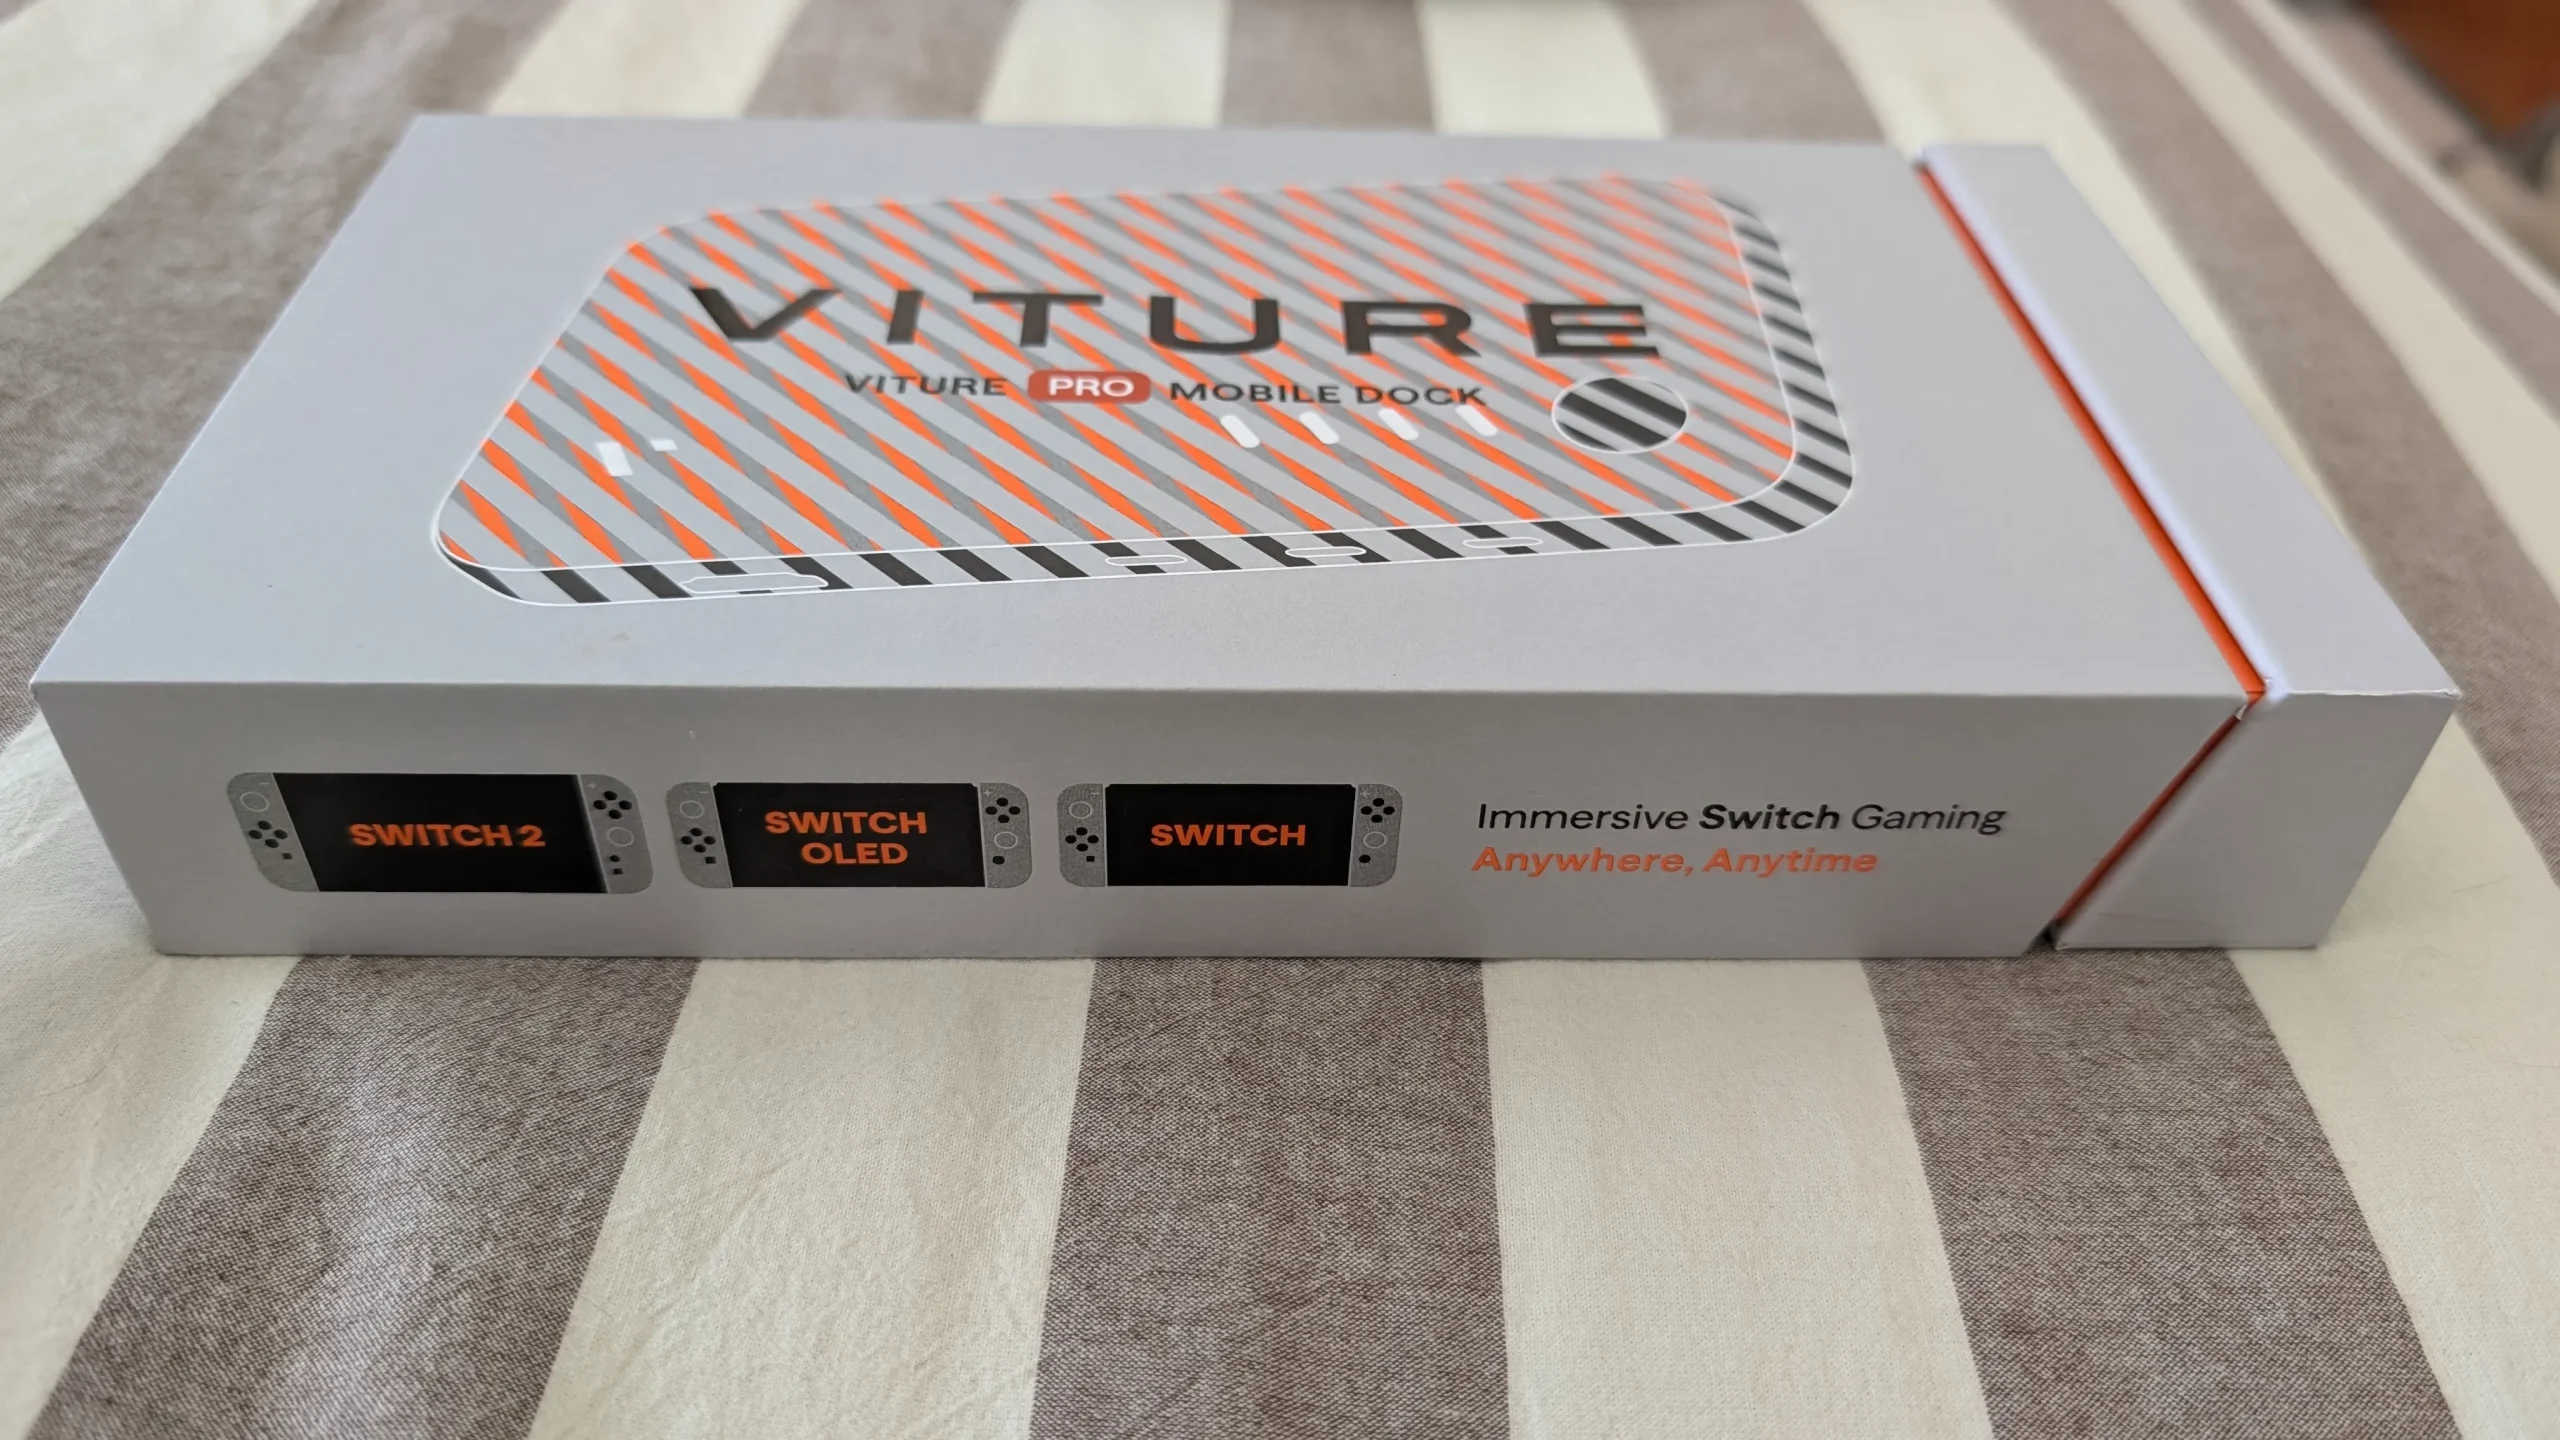 VITURE
VITURE PRO MOBILE DOCK
SWITCH 2
SWITCH
OLED
SWITCH
Immersive Switch Gaming
Anywhere, Anytime